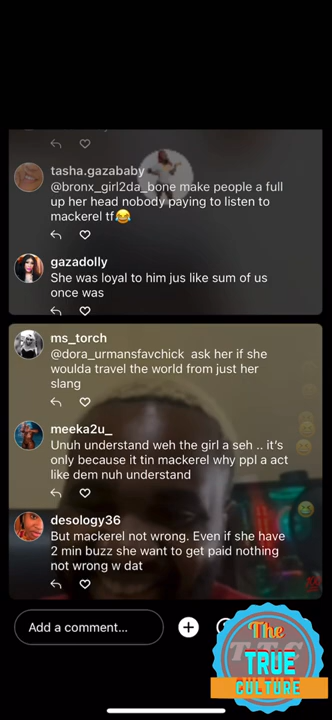 tasha.gazababy
@bronx_girl2da_bone make people a full
up her head nobody paying to listen to
mackerel tf😂
gazadolly
She was loyal to him jus like sum of us
once was
ms_torch
@dora_urmansfavchick ask her if she
woulda travel the world from just her
slang
meeka2u_
Unuh understand weh the girl a seh .. it's
only because it tin mackerel why ppl a act
like dem nuh understand
desology36
But mackerel not wrong. Even if she have
2 min buzz she want to get paid nothing
not wrong w dat
Add a comment...
The
TTC
TRUE
CULTURE